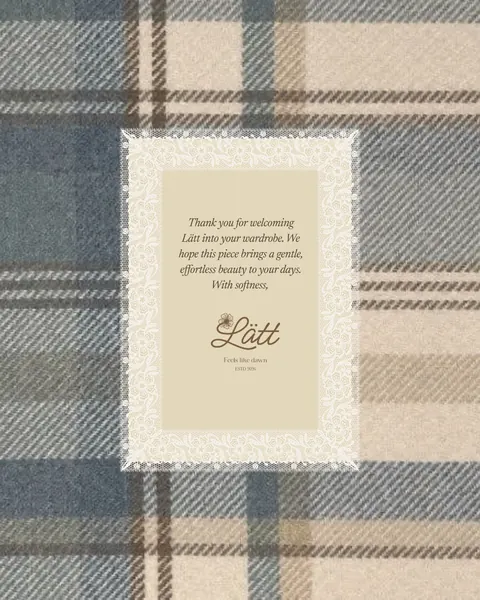 Thank you for welcoming
Lätt into your wardrobe. We
hope this piece brings a gentle,
effortless beauty to your days.
With softness,
Lätt
Feels like dawn